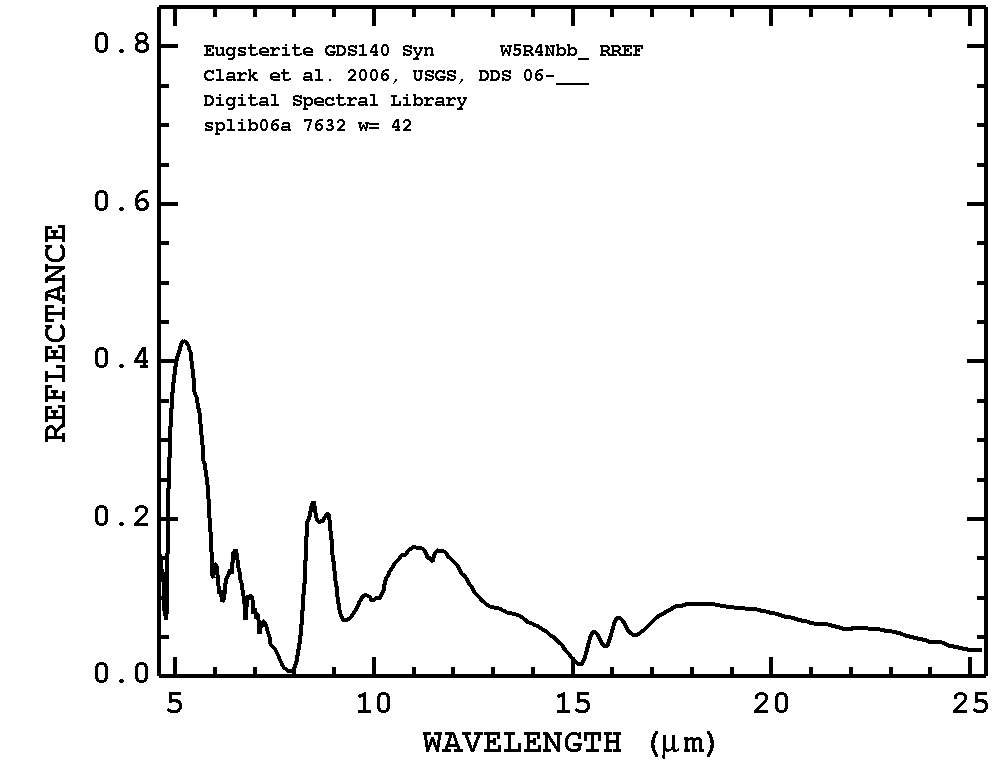 Eugsterite GDS140 Syn W5R4Nbb_ RREF
Clark et al. 2006, USGS, DDS 06-___
Digital Spectral Library
splib06a 7632 w= 42
REFLECTANCE
0.8
0.6
0.4
0.2
0.0
5 10 15 20 25
WAVELENGTH (μm)